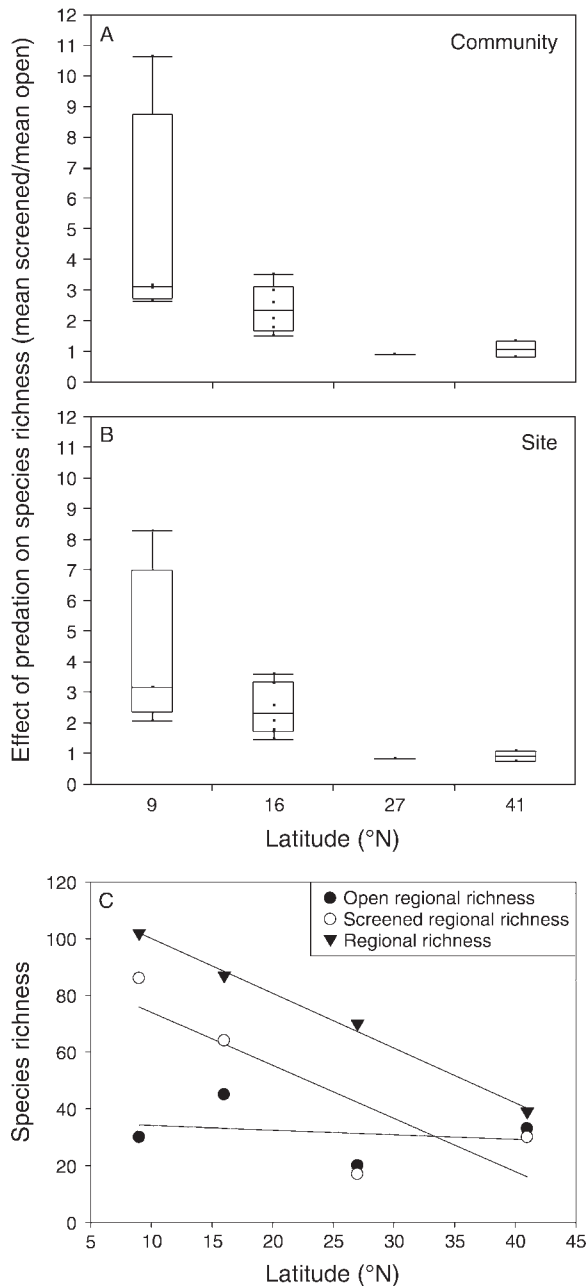 Effect of predation on species richness (mean screened/mean open)
A
Community
12
11
10
9
8
7
6
5
4
3
2
1
0
B
Site
12
11
10
9
8
7
6
5
4
3
2
1
0
9 16 27 41
Latitude (°N)
C
Species richness
120
100
80
60
40
20
0
Open regional richness
Screened regional richness
Regional richness
5 10 15 20 25 30 35 40 45
Latitude (°N)